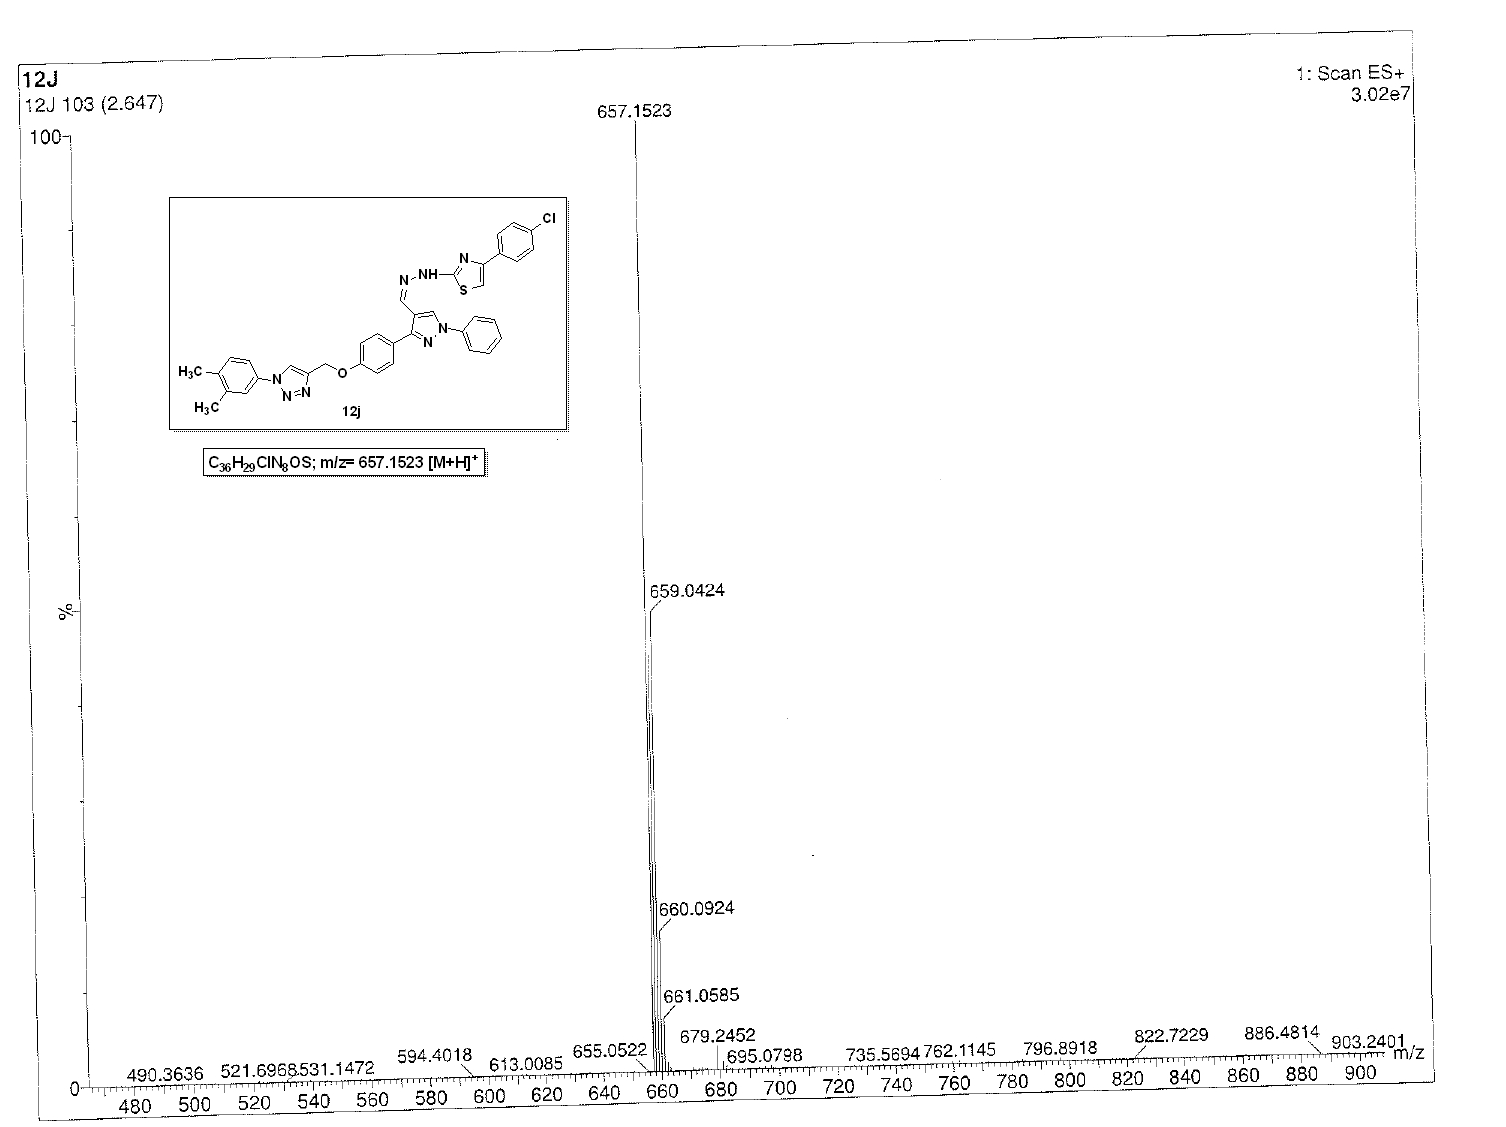 12J
12J 103 (2.647)
1: Scan ES+
3.02e7
657.1523
100
Cl
N
N
NH
S
N
N
H₃C
N
O
N
N
H₃C
12j
C₃₆H₂₉ClN₈OS; m/z= 657.1523 [M+H]⁺
659.0424
%
660.0924
661.0585
679.2452
695.0798
490.3636 521.6968 531.1472 594.4018 613.0085 655.0522 735.5694 762.1145 796.8918 822.7229 886.4814 903.2401
m/z
0
480 500 520 540 560 580 600 620 640 660 680 700 720 740 760 780 800 820 840 860 880 900